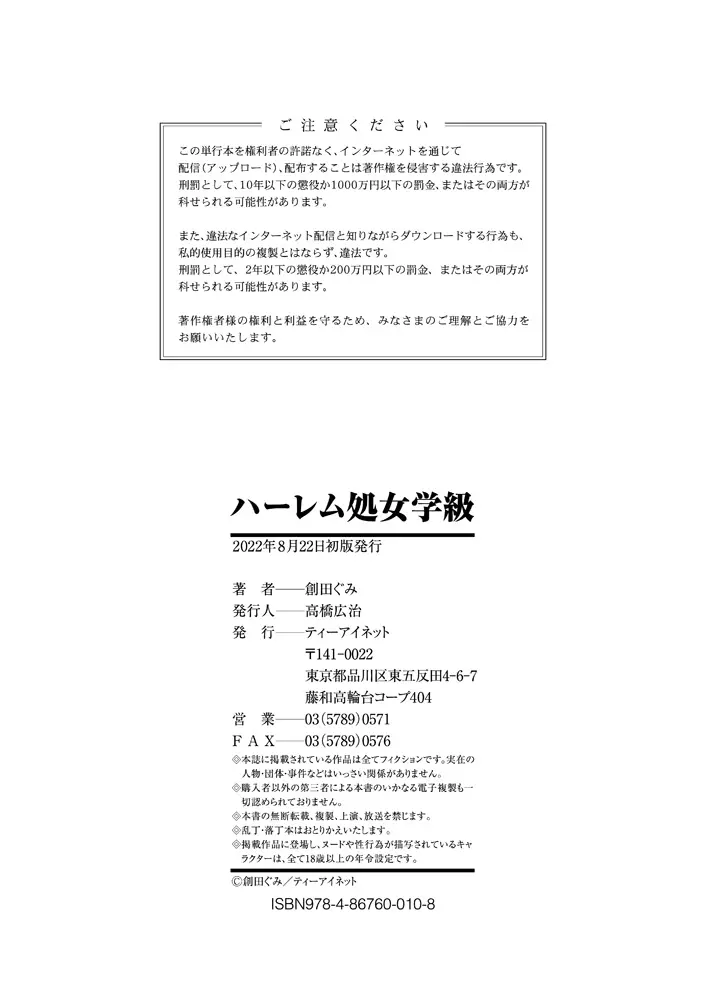 ご注意ください
この単行本を権利者の許諾なく、インターネットを通じて
配信(アップロード)、配布することは著作権を侵害する違法行為です。
刑罰として、10年以下の懲役か1000万円以下の罰金、またはその両方が
科せられる可能性があります。
また、違法なインターネット配信と知りながらダウンロードする行為も、
私的使用目的の複製とはならず、違法です。
刑罰として、2年以下の懲役か200万円以下の罰金、またはその両方が
科せられる可能性があります。
著作権者様の権利と利益を守るため、みなさまのご理解とご協力を
お願いいたします。
ハーレム処女学級
2022年8月22日初版発行
著 者――創田ぐみ
発行人――高橋広治
発 行――ティーアイネット
〒141-0022
東京都品川区東五反田4-6-7
藤和高輪台コープ404
営 業――03(5789)0571
FAX――03(5789)0576
◇本誌に掲載されている作品は全てフィクションです。実在の
人物・団体・事件などはいっさい関係がありません。
◇購入者以外の第三者による本書のいかなる電子複製も一
切認められておりません。
◇本書の無断転載、複製、上演、放送を禁じます。
◇乱丁・落丁本はおとりかえいたします。
◇掲載作品に登場し、ヌードや性行為が描写されているキャ
ラクターは、全て18歳以上の年令設定です。
©創田ぐみ/ティーアイネット
ISBN978-4-86760-010-8